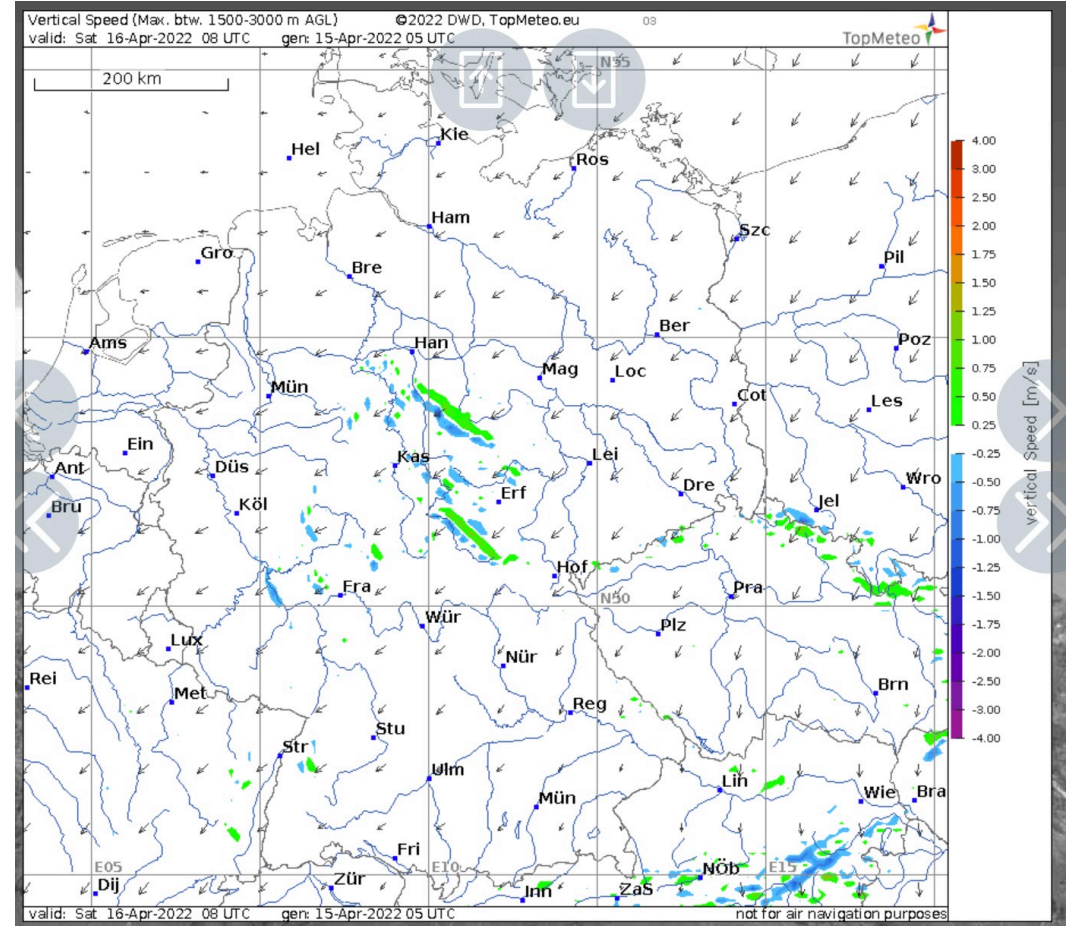 Vertical Speed (Max. btw. 1500-3000 m AGL) ©2022 DWD, TopMeteo.eu 03
valid: Sat 16-Apr-2022 08 UTC gen: 15-Apr-2022 05 UTC TopMeteo
200 km
N55
Kie
Hel
Ros
Ham
Szc
Gro
Bre
Pil
Ber
Ams
Han
Poz
Mag
Loc
Mün
Cot
Les
Ein
Kas
Lei
Ant
Düs
Dre
Wro
Erf
Bru
Köl
Jel
Hof
Fra
Pra
N50
Wür
Plz
Lux
Nür
Rei
Met
Brn
Reg
Stu
Str
Ulm
Lin
Mün
Wie
Bra
Fri
E05
E10
E15
NÖb
Dij
Zür
Inn
ZaS
valid: Sat 16-Apr-2022 08 UTC gen: 15-Apr-2022 05 UTC not for air navigation purposes
4.00
3.00
2.50
2.00
1.75
1.50
1.25
1.00
0.75
0.50
0.25
-0.25
-0.50
-0.75
-1.00
-1.25
-1.50
-1.75
-2.00
-2.50
-3.00
-4.00
vertical Speed [m/s]